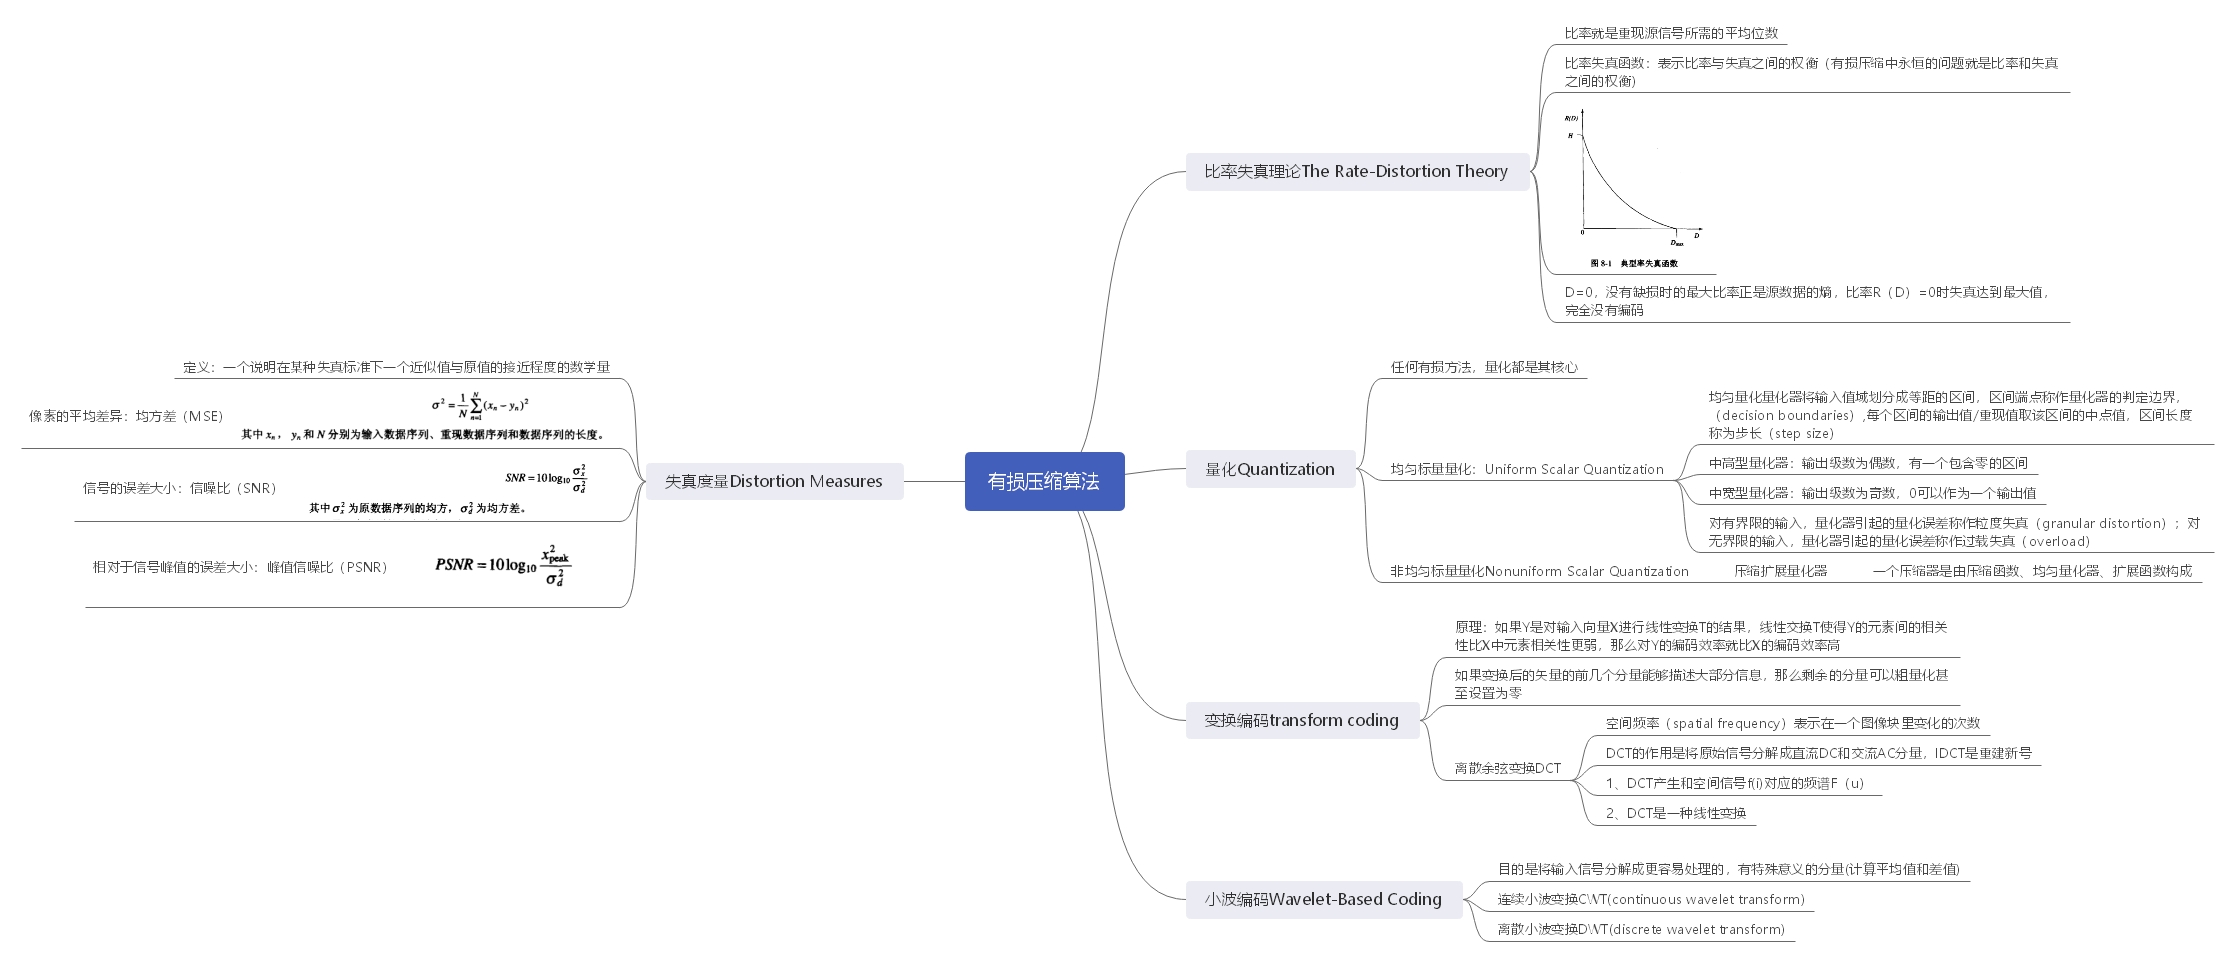 有损压缩算法
比率失真理论The Rate-Distortion Theory
比率就是重现源信号所需的平均位数
比率失真函数：表示比率与失真之间的权衡（有损压缩中永恒的问题就是比率和失真
之间的权衡）
R(D)
H
0
D
Dmax
图 8-1 典型率失真函数
D=0，没有缺损时的最大比率正是源数据的熵，比率R（D）=0时失真达到最大值，
完全没有编码
量化Quantization
任何有损方法，量化都是其核心
均匀标量量化：Uniform Scalar Quantization
均匀量化量化器将输入值域划分成等距的区间，区间端点称作量化器的判定边界，
（decision boundaries）,每个区间的输出值/重现值取该区间的中点值，区间长度
称为步长（step size）
中高型量化器：输出级数为偶数，有一个包含零的区间
中宽型量化器：输出级数为奇数，0可以作为一个输出值
对有界限的输入，量化器引起的量化误差称作粒度失真（granular distortion）；对
无界限的输入，量化器引起的量化误差称作过载失真（overload）
非均匀标量量化Nonuniform Scalar Quantization
压缩扩展量化器
一个压缩器是由压缩函数、均匀量化器、扩展函数构成
变换编码transform coding
原理：如果Y是对输入向量X进行线性变换T的结果，线性交换T使得Y的元素间的相关
性比X中元素相关性更弱，那么对Y的编码效率就比X的编码效率高
如果变换后的矢量的前几个分量能够描述大部分信息，那么剩余的分量可以粗量化甚
至设置为零
离散余弦变换DCT
空间频率（spatial frequency）表示在一个图像块里变化的次数
DCT的作用是将原始信号分解成直流DC和交流AC分量，IDCT是重建新号
1、DCT产生和空间信号f(i)对应的频谱F（u）
2、DCT是一种线性变换
小波编码Wavelet-Based Coding
目的是将输入信号分解成更容易处理的，有特殊意义的分量(计算平均值和差值)
连续小波变换CWT(continuous wavelet transform)
离散小波变换DWT(discrete wavelet transform)
失真度量Distortion Measures
定义：一个说明在某种失真标准下一个近似值与原值的接近程度的数学量
像素的平均差异：均方差（MSE）
σ² = 1/N ∑_{n=1}^{N} (xₙ − yₙ)²
其中 xₙ， yₙ 和 N 分别为输入数据序列、重现数据序列和数据序列的长度。
信号的误差大小：信噪比（SNR）
SNR = 10 log₁₀ σ_x²/σ_d²
其中 σ_x² 为原数据序列的均方，σ_d² 为均方差。
相对于信号峰值的误差大小：峰值信噪比（PSNR）
PSNR = 10 log₁₀ x²_peak/σ_d²